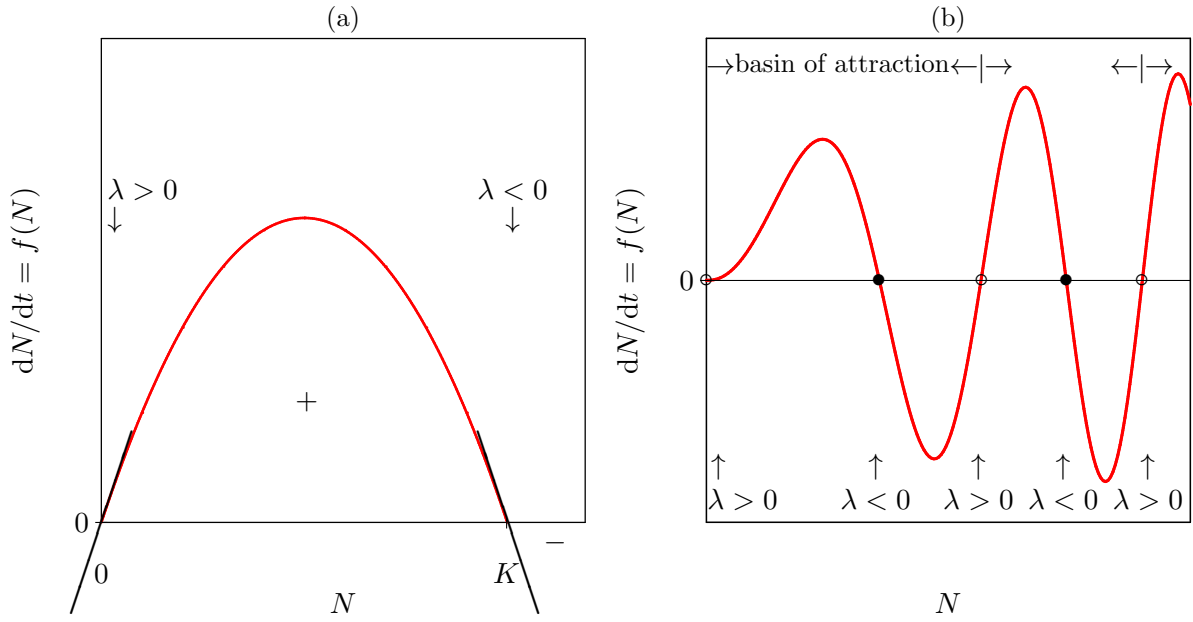 (a)
dN/dt = f(N)
λ > 0
↓
λ < 0
↓
+
0
−
0
K
N
(b)
dN/dt = f(N)
→basin of attraction←|→
←|→
0
↑ ↑ ↑ ↑ ↑
λ > 0 λ < 0 λ > 0 λ < 0 λ > 0
N